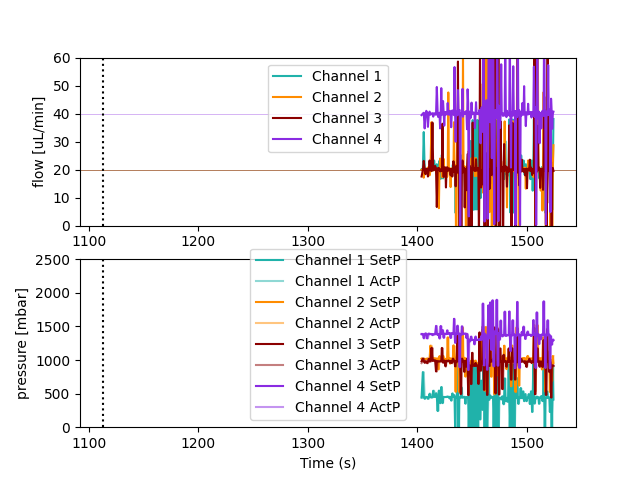 60
50
40
30
20
10
0
flow [uL/min]
Channel 1
Channel 2
Channel 3
Channel 4
1100 1200 1300 1400 1500
2500
2000
1500
1000
500
0
pressure [mbar]
Channel 1 SetP
Channel 1 ActP
Channel 2 SetP
Channel 2 ActP
Channel 3 SetP
Channel 3 ActP
Channel 4 SetP
Channel 4 ActP
1100 1200 1300 1400 1500
Time (s)